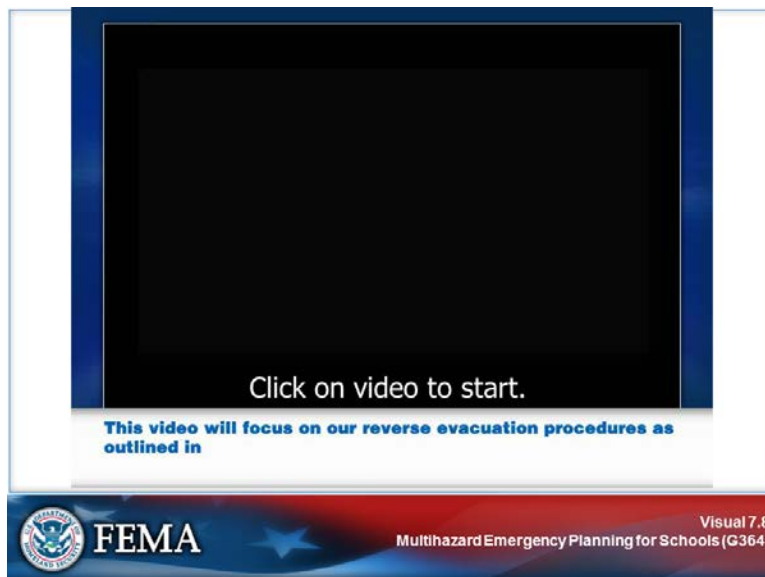 Click on video to start.
This video will focus on our reverse evacuation procedures as
outlined in
FEMA
Visual 7.8
Multihazard Emergency Planning for Schools (G364